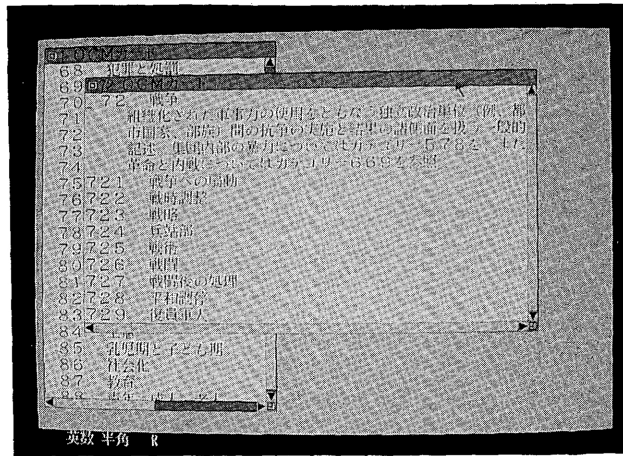 OCM
68 犯罪と処罰
69 OCM
70 72 戦争
71 組織化された軍事力の使用をともなう独立政治単位(例、都
72 市国家、部族)間の抗争の 結果の諸側面を扱う一般的
73 記述。集団内部の暴力についてはカテゴリー578を、また
74 革命と内戦についてはカテゴリー669を参照
75 721 戦争への扇動
76 722 戦時調整
77 723 戦略
78 724 兵站部
79 725 戦術
80 726 戦闘
81 727 戦闘後の処理
82 728 平和調停
83 729 復員軍人
84
85 乳児期と子ども期
86 社会化
87 教育
88
英数 半角 R